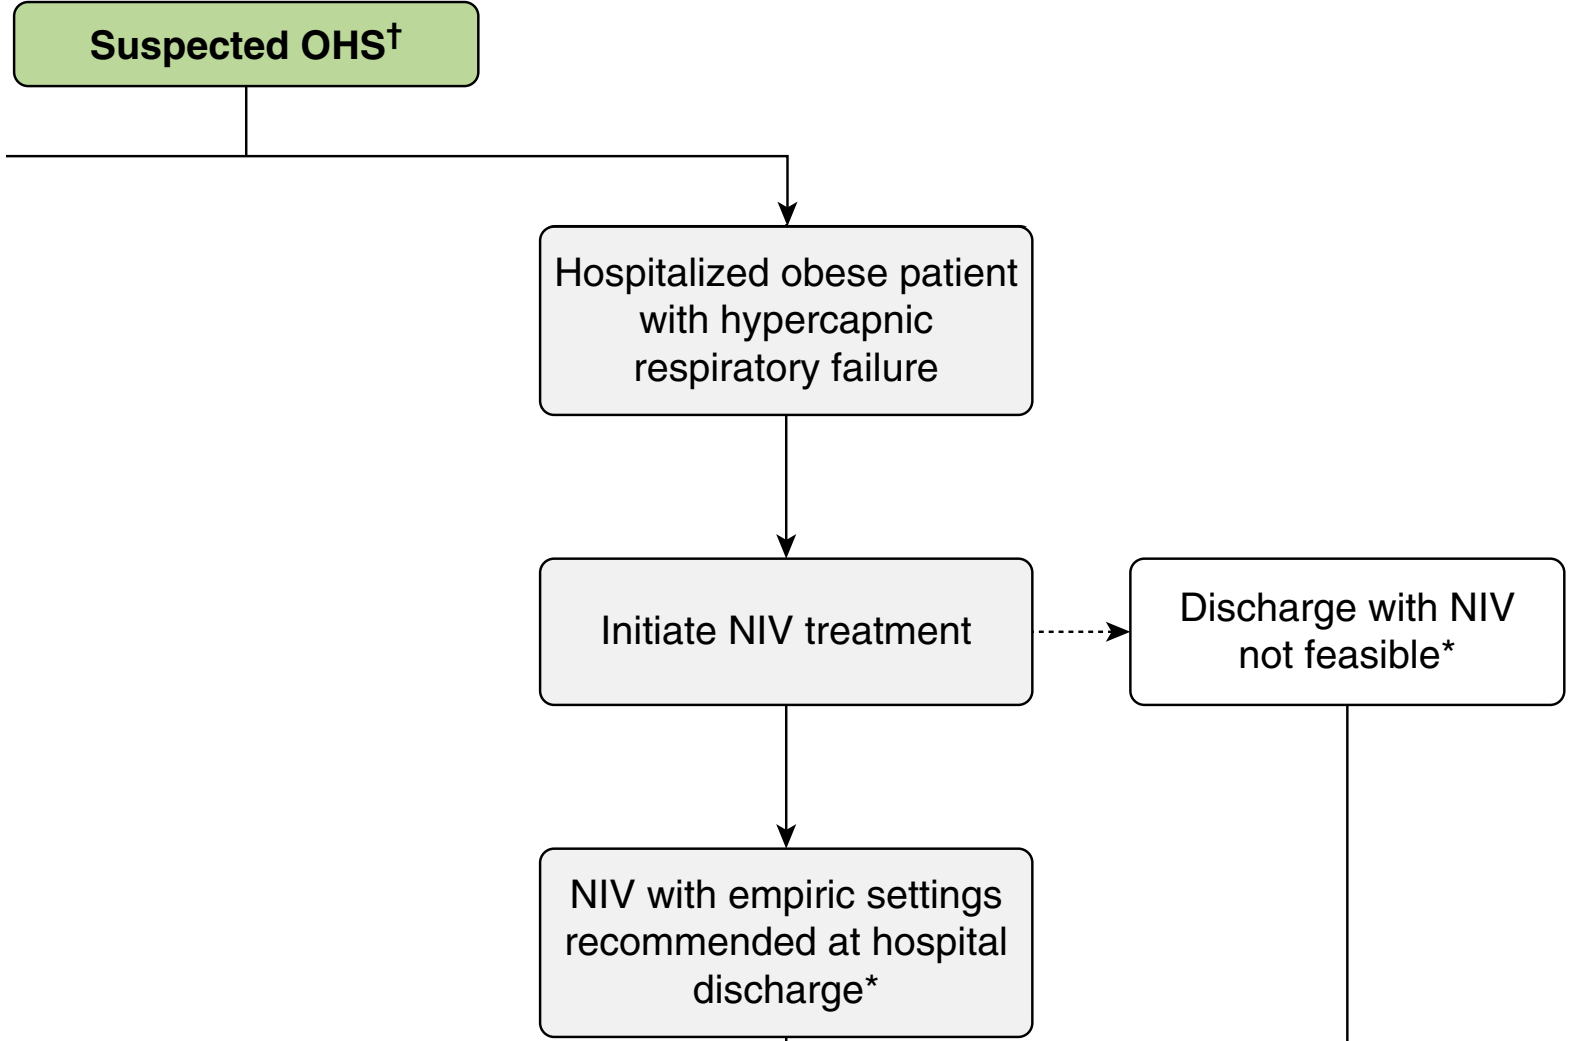 Suspected OHS†
Hospitalized obese patient
with hypercapnic
respiratory failure
Initiate NIV treatment
Discharge with NIV
not feasible*
NIV with empiric settings
recommended at hospital
discharge*